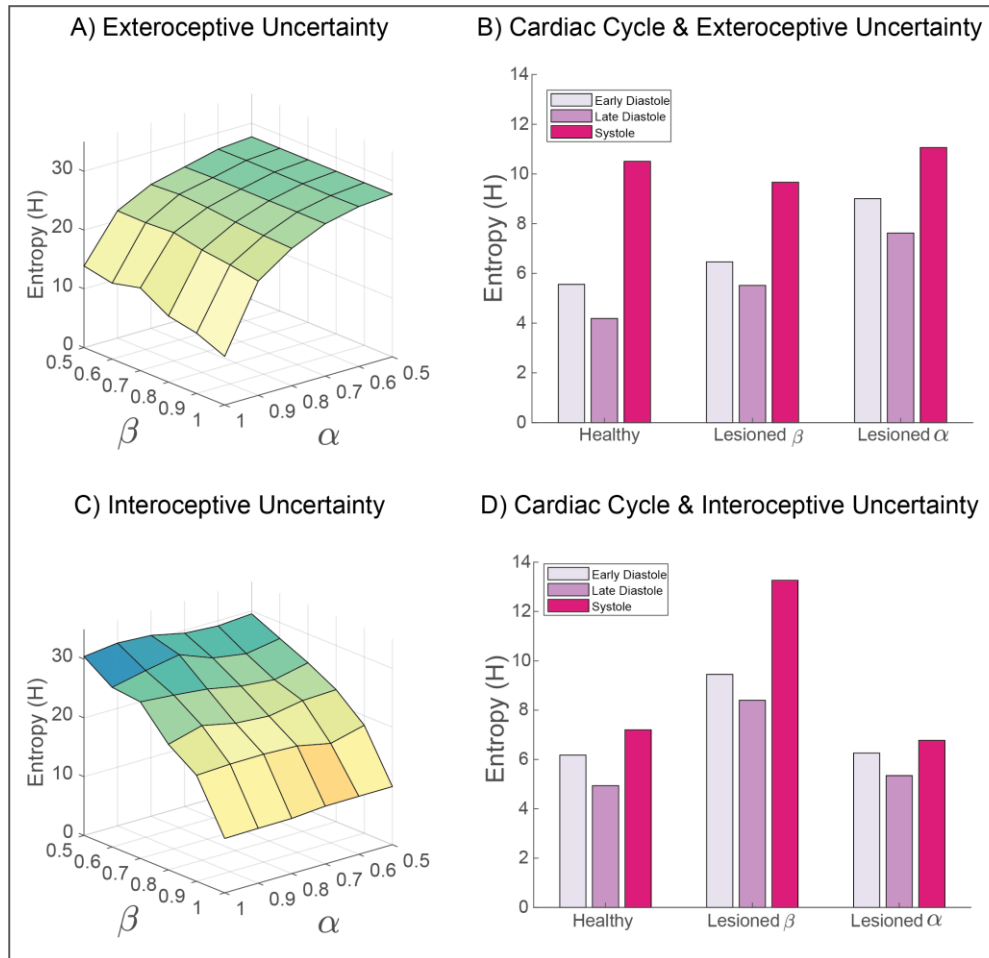 A) Exteroceptive Uncertainty
Entropy (H)
30
20
10
0
0.5
0.6
0.7
0.8
0.9
1
β
1
0.9
0.8
0.7
0.6
0.5
α
B) Cardiac Cycle & Exteroceptive Uncertainty
Entropy (H)
14
12
10
8
6
4
2
0
Early Diastole
Late Diastole
Systole
Healthy
Lesioned β
Lesioned α
C) Interoceptive Uncertainty
Entropy (H)
30
20
10
0
0.5
0.6
0.7
0.8
0.9
1
β
1
0.9
0.8
0.7
0.6
0.5
α
D) Cardiac Cycle & Interoceptive Uncertainty
Entropy (H)
14
12
10
8
6
4
2
0
Early Diastole
Late Diastole
Systole
Healthy
Lesioned β
Lesioned α